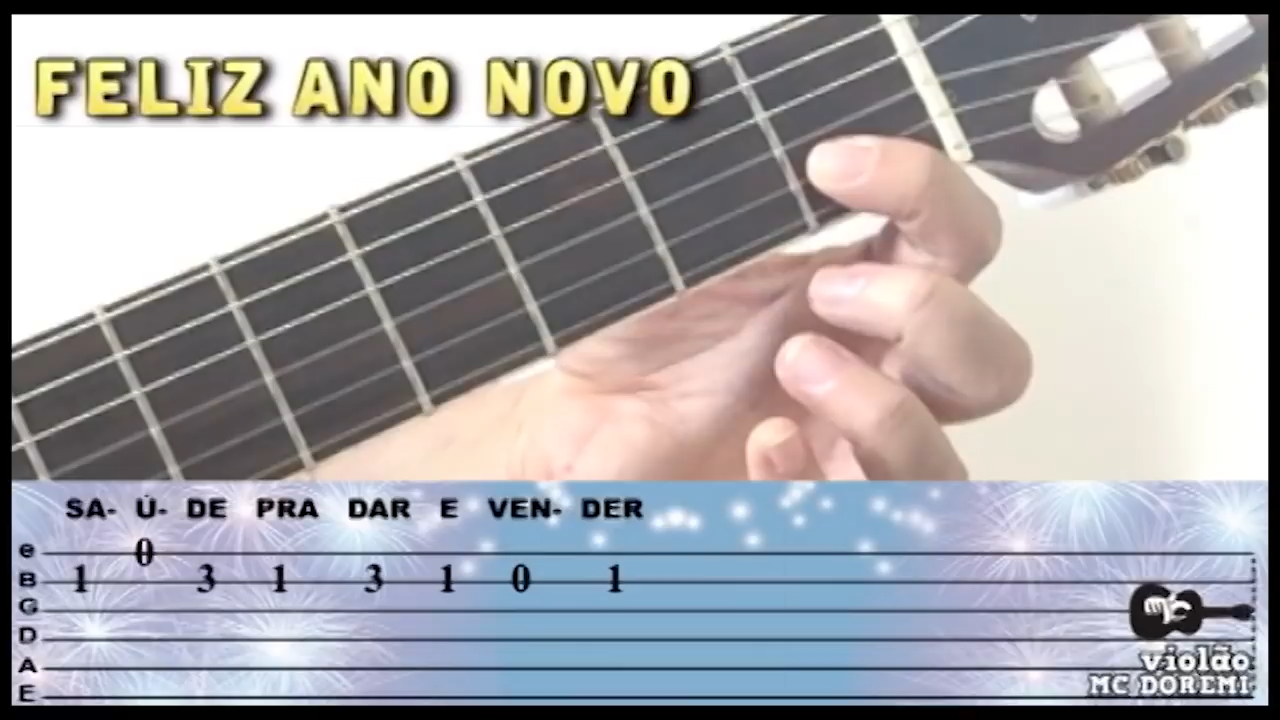 FELIZ ANO NOVO
SA- Ú- DE PRA DAR E VEN- DER
e 0
B 1 3 1 3 1 0 1
G
D
A
E
violão
MC DOREMI